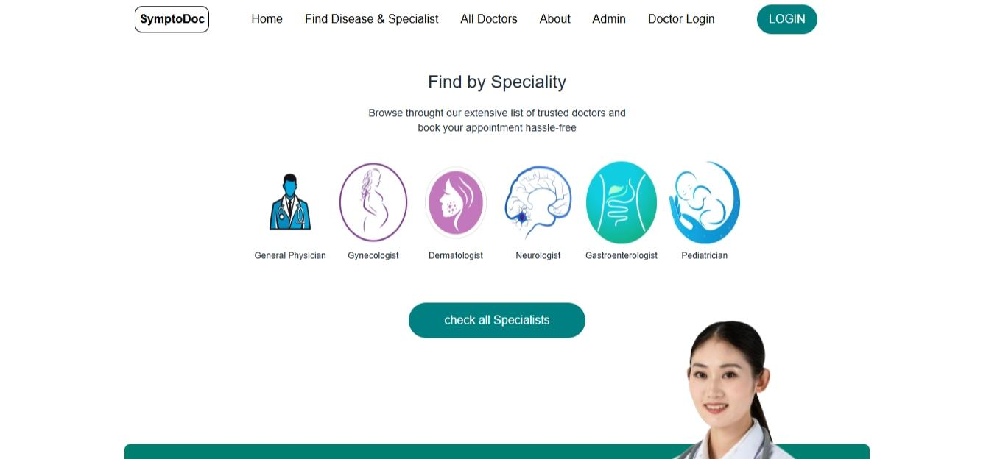 SymptoDoc
Home
Find Disease & Specialist
All Doctors
About
Admin
Doctor Login
LOGIN
Find by Speciality
Browse throught our extensive list of trusted doctors and
book your appointment hassle-free
General Physician
Gynecologist
Dermatologist
Neurologist
Gastroenterologist
Pediatrician
check all Specialists